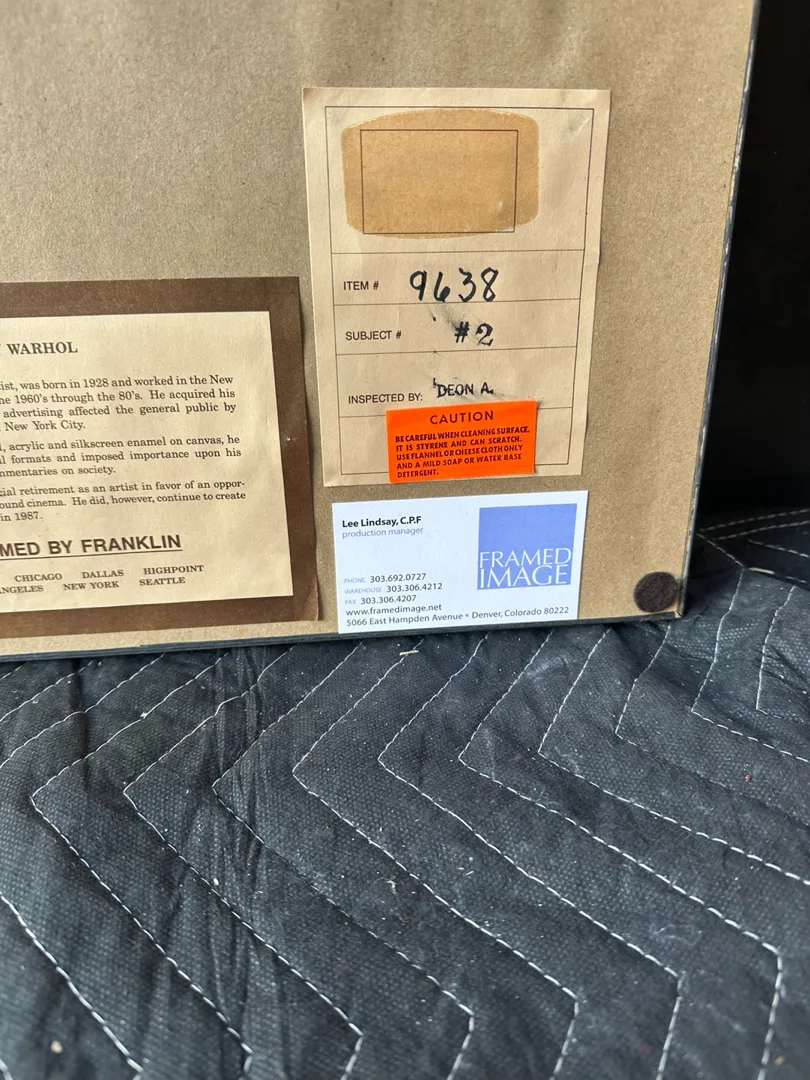 WARHOL
ist, was born in 1928 and worked in the New
he 1960's through the 80's. He acquired his
advertising affected the general public by
New York City.
l, acrylic and silkscreen enamel on canvas, he
al formats and imposed importance upon his
mmentaries on society.
cial retirement as an artist in favor of an oppor-
ound cinema. He did, however, continue to create
in 1987.
MED BY FRANKLIN
CHICAGO DALLAS HIGHPOINT
ANGELES NEW YORK SEATTLE
ITEM # 9638
SUBJECT # #2
INSPECTED BY: DEON A.
CAUTION
BE CAREFUL WHEN CLEANING SURFACE.
IT IS STYRENE AND CAN SCRATCH.
USE FLANNEL OR CHEESE CLOTH ONLY
AND A MILD SOAP OR WATER BASE
DETERGENT.
Lee Lindsay, C.P.F
production manager
FRAMED
IMAGE
PHONE 303.692.0727
WAREHOUSE 303.306.4212
FAX 303.306.4207
www.framedimage.net
5066 East Hampden Avenue • Denver, Colorado 80222